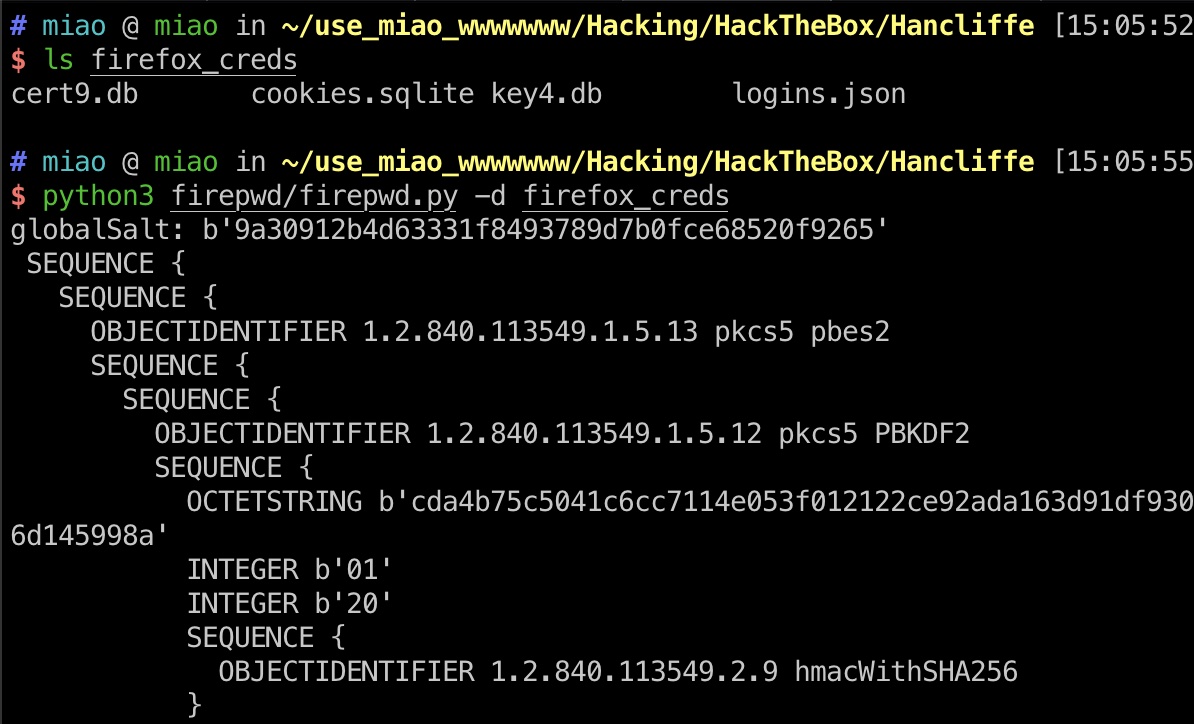 # miao @ miao in ~/use_miao_wwwwwww/Hacking/HackTheBox/Hancliffe [15:05:52
$ ls firefox_creds
cert9.db       cookies.sqlite key4.db        logins.json
# miao @ miao in ~/use_miao_wwwwwww/Hacking/HackTheBox/Hancliffe [15:05:55
$ python3 firepwd/firepwd.py -d firefox_creds
globalSalt: b'9a30912b4d63331f8493789d7b0fce68520f9265'
 SEQUENCE {
   SEQUENCE {
     OBJECTIDENTIFIER 1.2.840.113549.1.5.13 pkcs5 pbes2
     SEQUENCE {
       SEQUENCE {
         OBJECTIDENTIFIER 1.2.840.113549.1.5.12 pkcs5 PBKDF2
         SEQUENCE {
           OCTETSTRING b'cda4b75c5041c6cc7114e053f012122ce92ada163d91df930
6d145998a'
           INTEGER b'01'
           INTEGER b'20'
           SEQUENCE {
             OBJECTIDENTIFIER 1.2.840.113549.2.9 hmacWithSHA256
           }